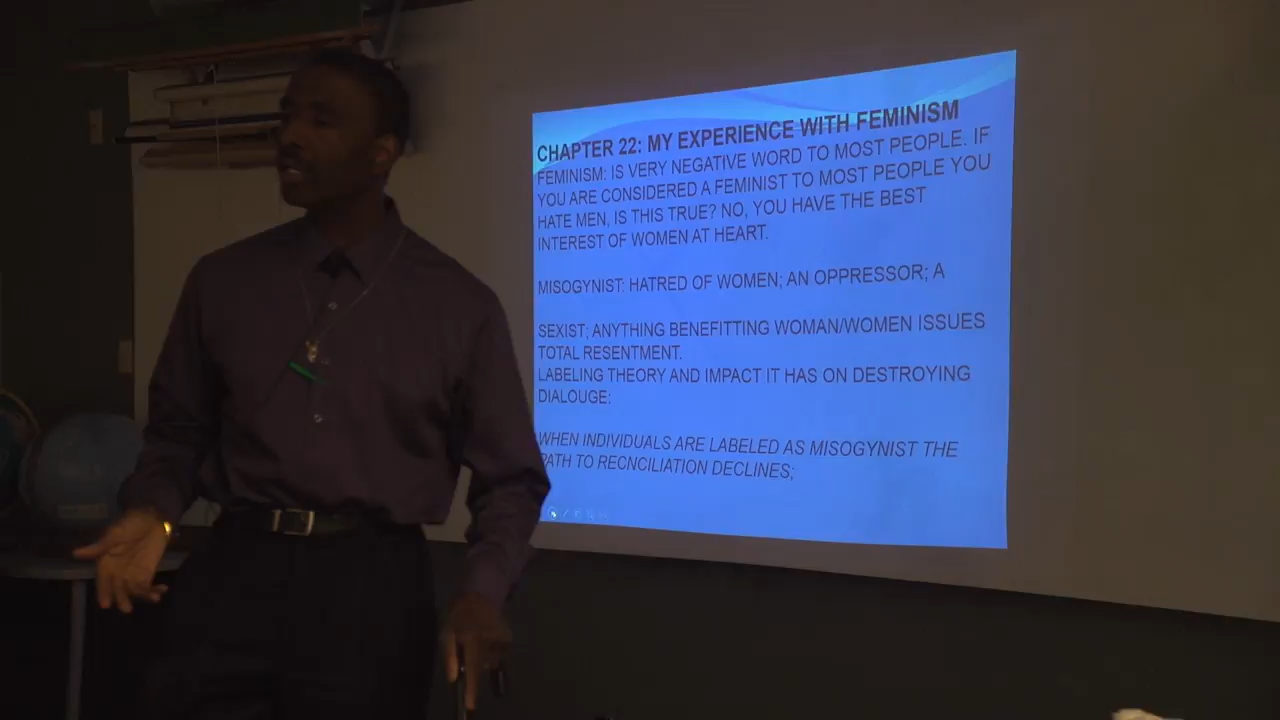 CHAPTER 22: MY EXPERIENCE WITH FEMINISM
FEMINISM: IS VERY NEGATIVE WORD TO MOST PEOPLE. IF
YOU ARE CONSIDERED A FEMINIST TO MOST PEOPLE YOU
HATE MEN, IS THIS TRUE? NO, YOU HAVE THE BEST
INTEREST OF WOMEN AT HEART.
MISOGYNIST: HATRED OF WOMEN; AN OPPRESSOR; A
SEXIST; ANYTHING BENEFITTING WOMAN/WOMEN ISSUES
TOTAL RESENTMENT.
LABELING THEORY AND IMPACT IT HAS ON DESTROYING
DIALOUGE:
WHEN INDIVIDUALS ARE LABELED AS MISOGYNIST THE
PATH TO RECNCILIATION DECLINES;